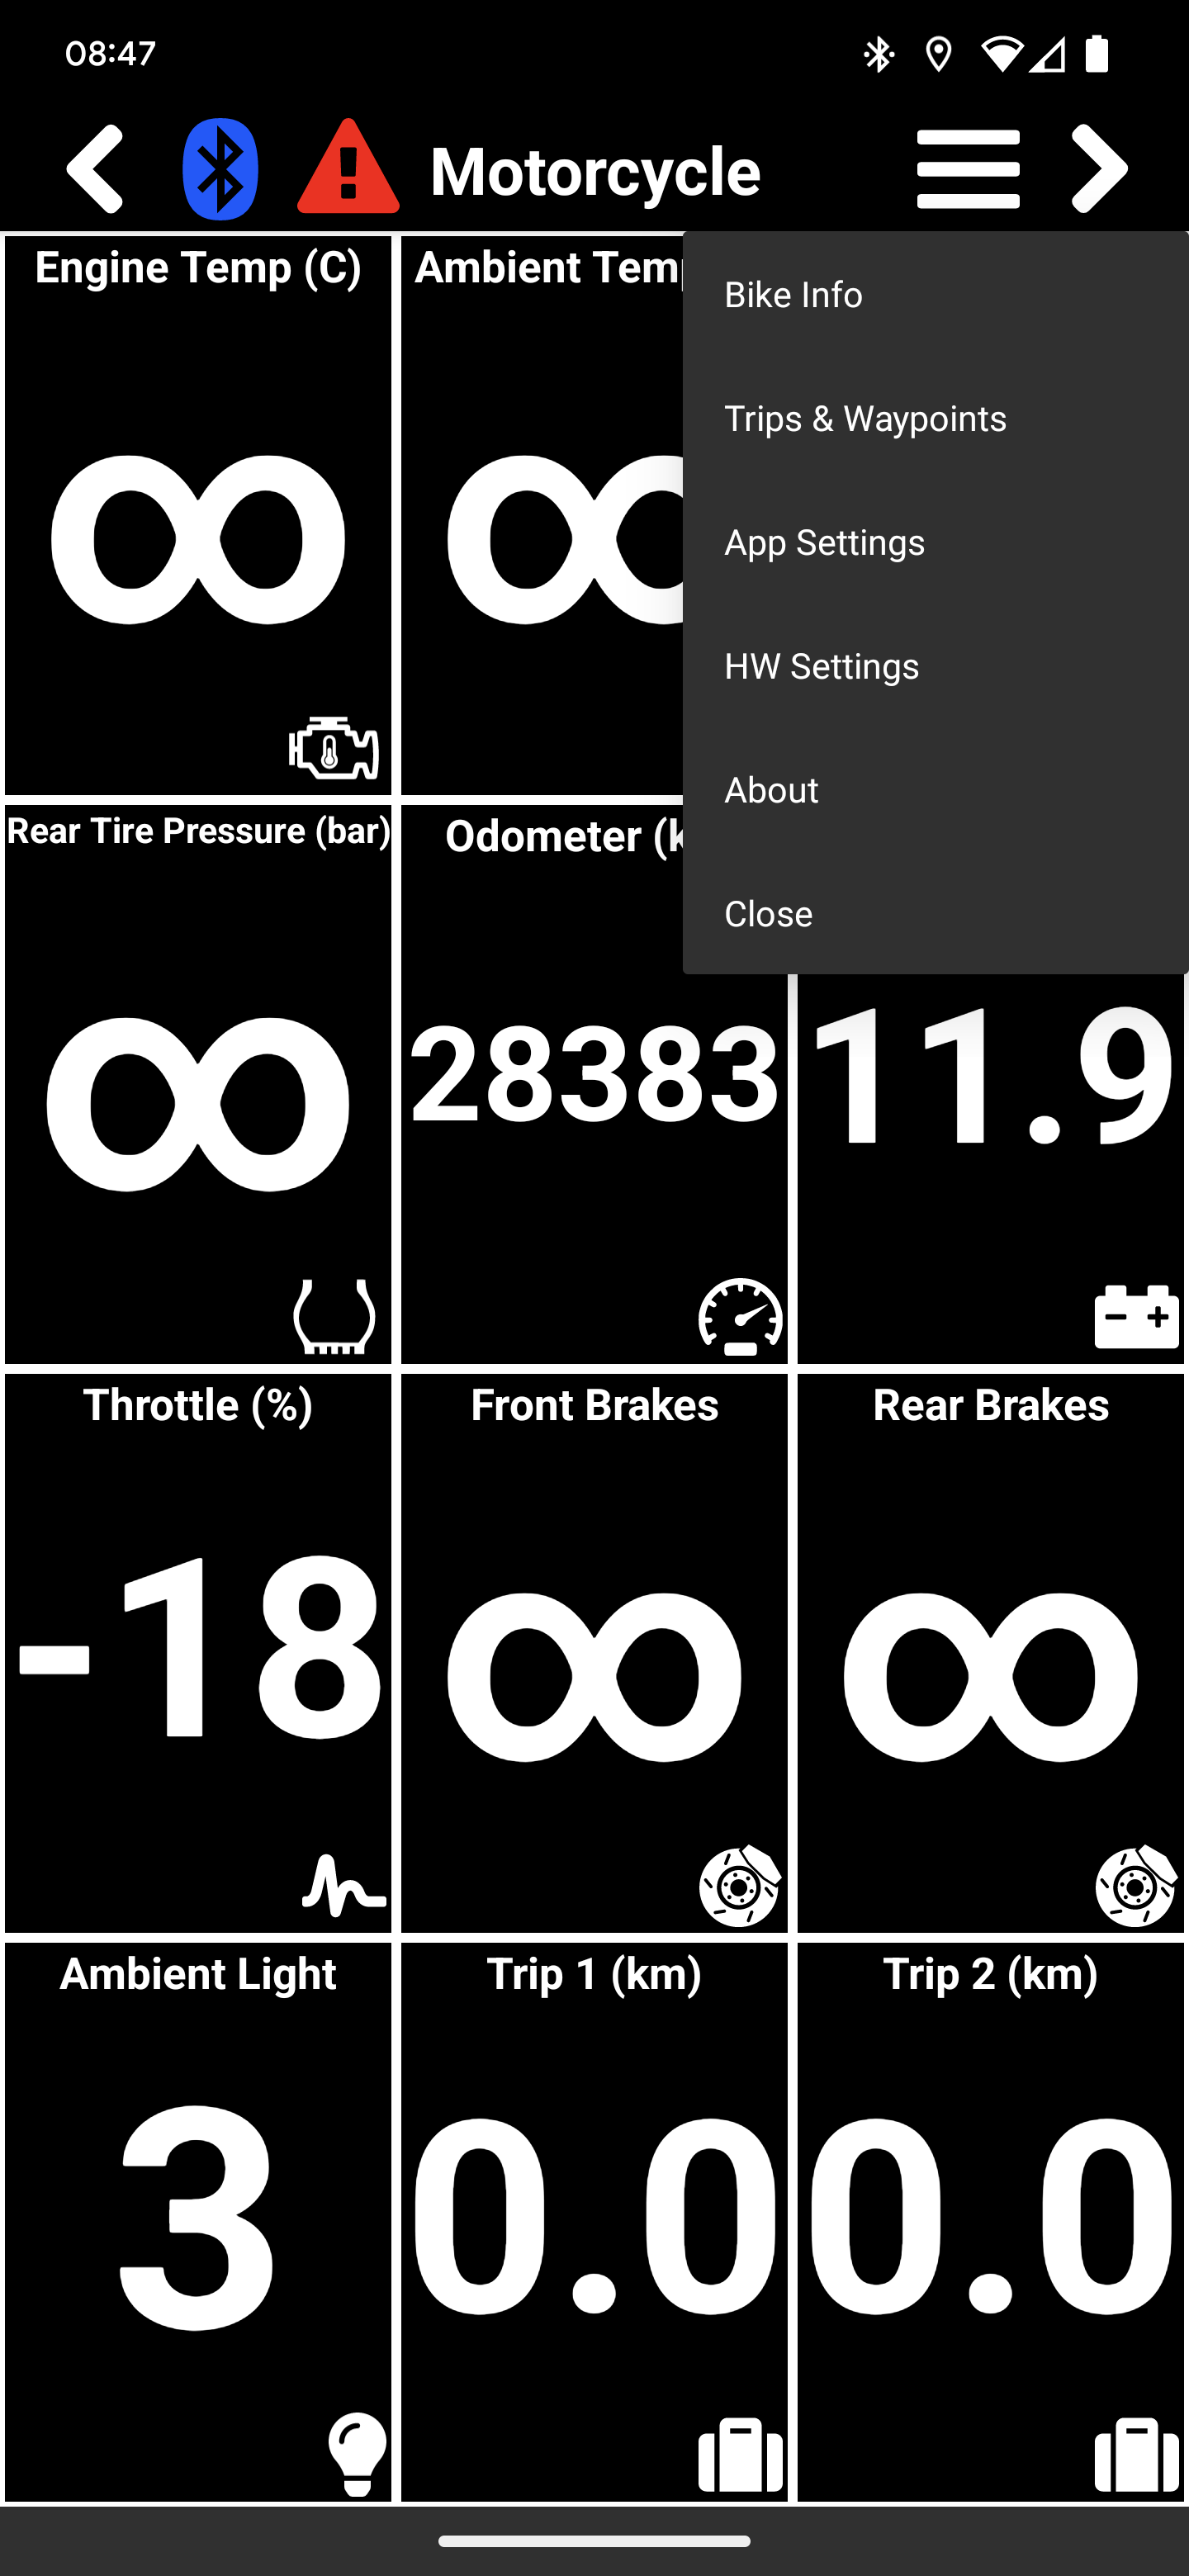 08:47
Motorcycle
Engine Temp (C)
Ambient Temp
Bike Info
Trips & Waypoints
App Settings
HW Settings
About
Close
∞
∞
Rear Tire Pressure (bar)
Odometer (k
∞
28383
11.9
Throttle (%)
Front Brakes
Rear Brakes
-18
∞
∞
Ambient Light
Trip 1 (km)
Trip 2 (km)
3
0.0
0.0